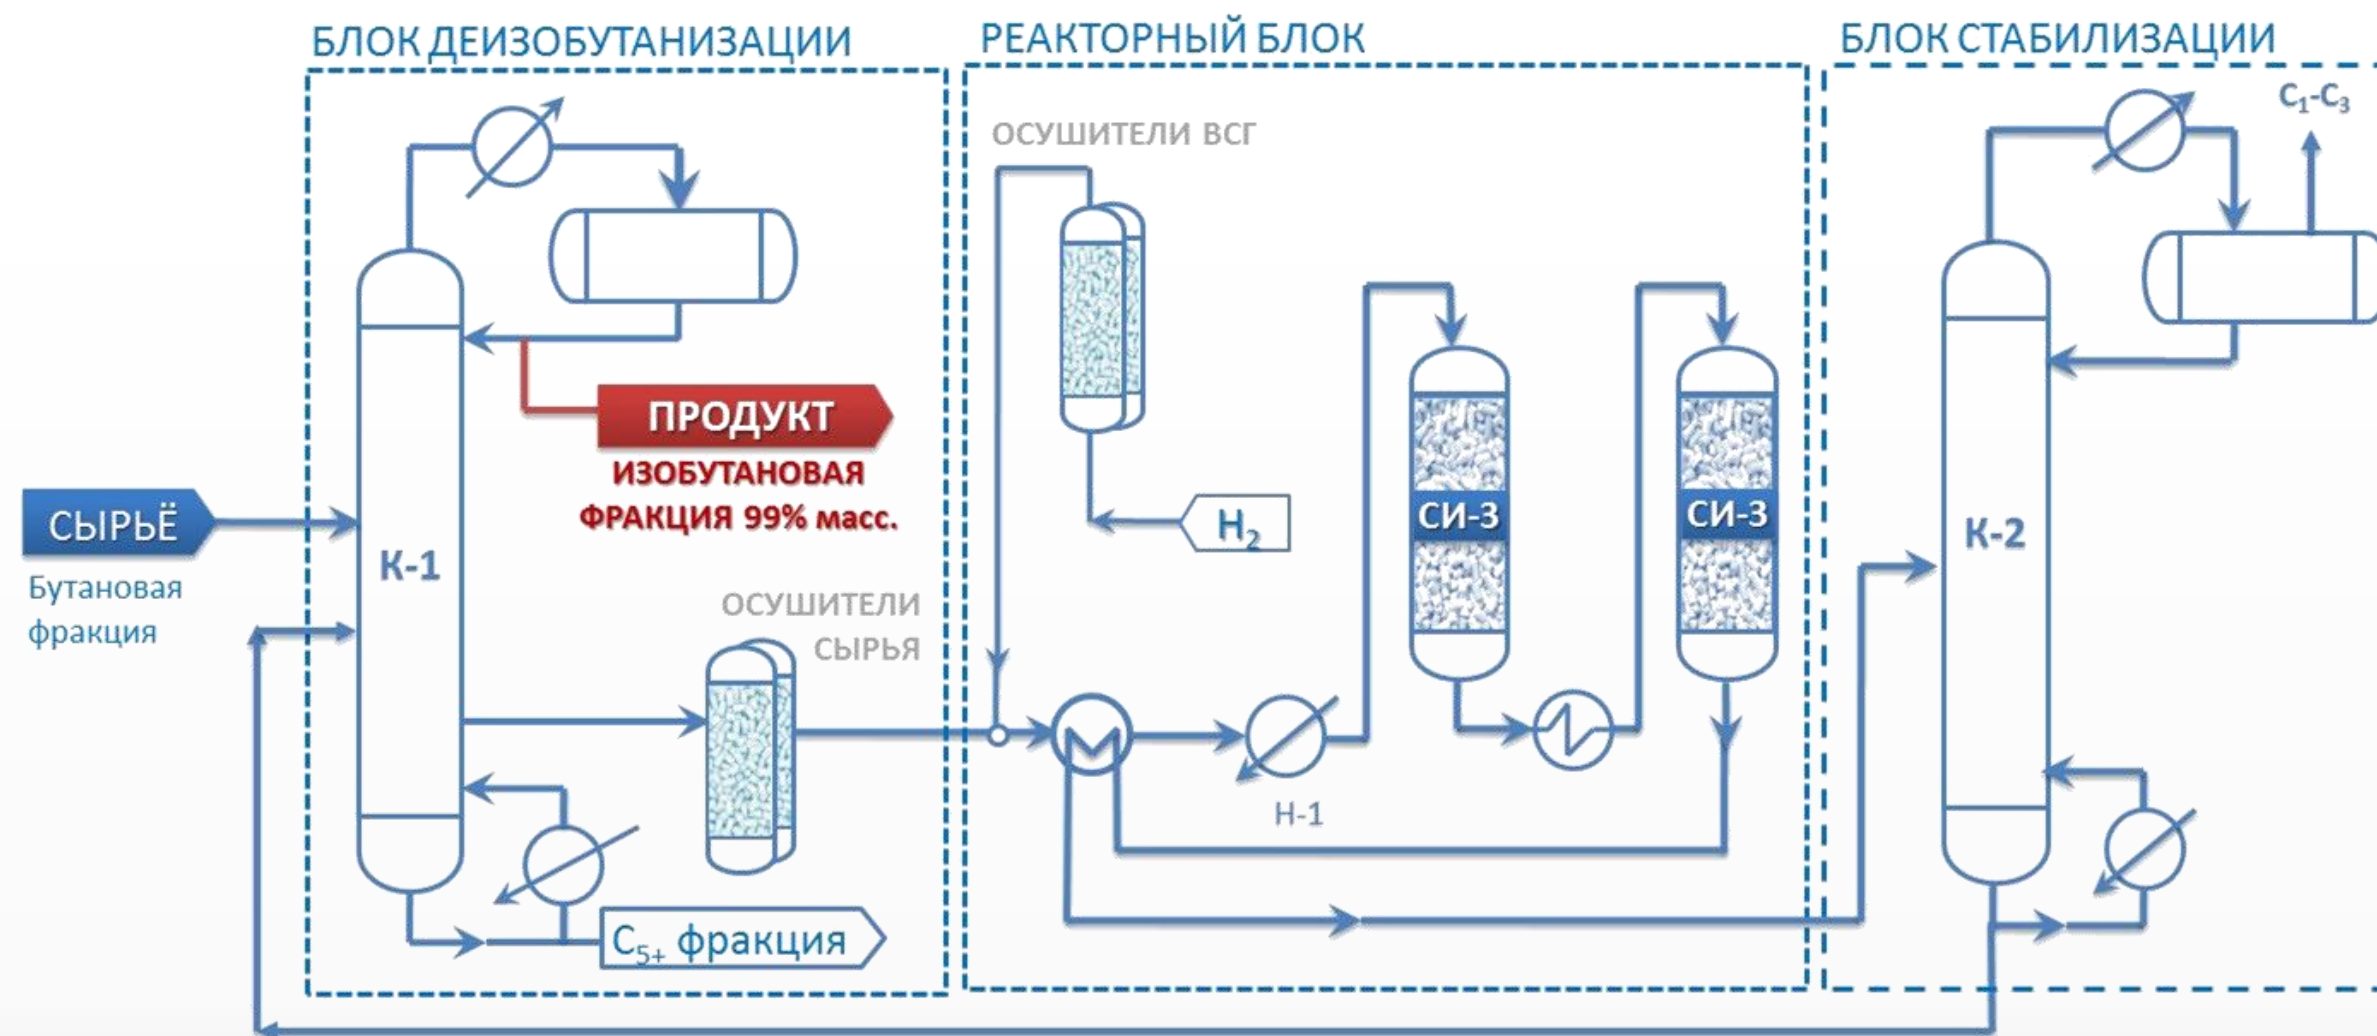 БЛОК ДЕИЗОБУТАНИЗАЦИИ
РЕАКТОРНЫЙ БЛОК
БЛОК СТАБИЛИЗАЦИИ
C₁-C₃
ОСУШИТЕЛИ ВСГ
ПРОДУКТ
ИЗОБУТАНОВАЯ
ФРАКЦИЯ 99% масс.
СЫРЬЁ
Бутановая
фракция
К-1
H₂
СИ-3
СИ-3
К-2
ОСУШИТЕЛИ
СЫРЬЯ
Н-1
C₅₊ фракция